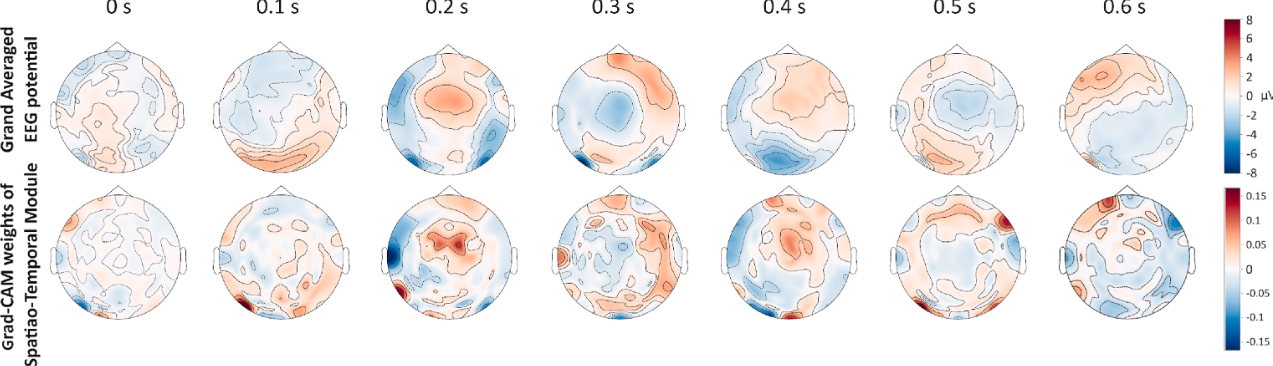 0 s 0.1 s 0.2 s 0.3 s 0.4 s 0.5 s 0.6 s
Grand Averaged
EEG potential
8
6
4
2
0 μV
-2
-4
-6
-8
Grad-CAM weights of
Spatiao-Temporal Module
0.15
0.1
0.05
0
-0.05
-0.1
-0.15